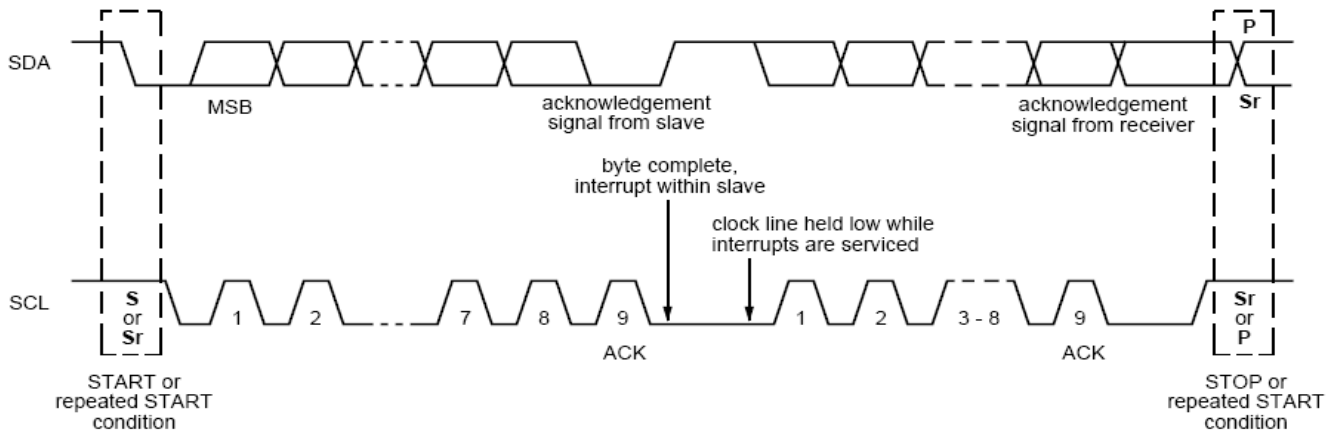 P
SDA
MSB
acknowledgement
signal from slave
acknowledgement
signal from receiver
Sr
byte complete,
interrupt within slave
clock line held low while
interrupts are serviced
SCL
S
or
Sr
1
2
7
8
9
1
2
3 - 8
9
Sr
or
P
ACK
ACK
START or
repeated START
condition
STOP or
repeated START
condition